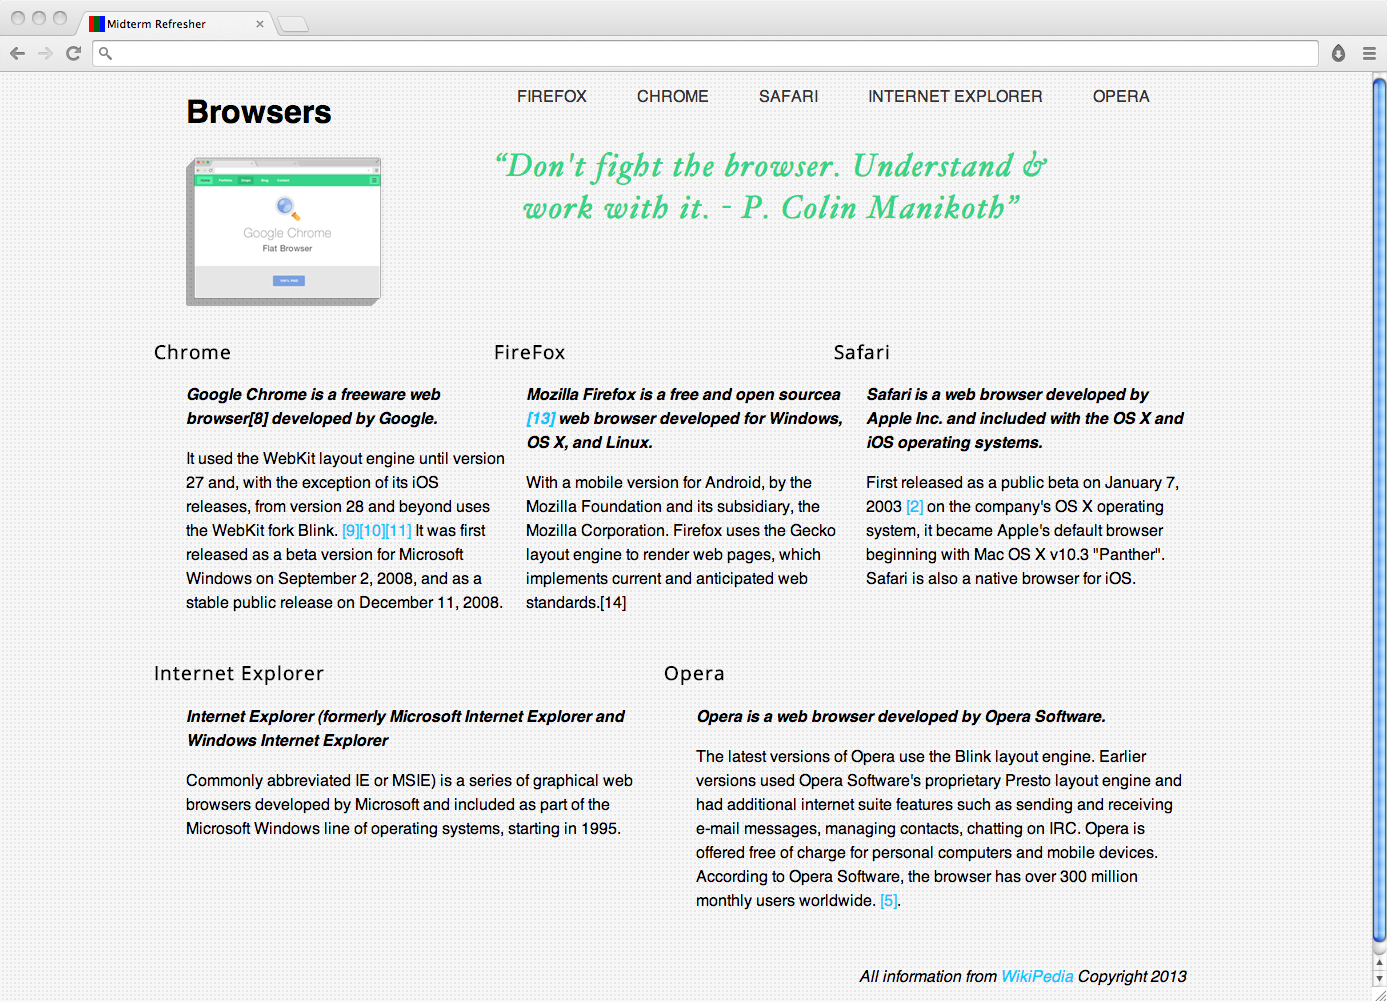 Midterm Refresher
Browsers
FIREFOX CHROME SAFARI INTERNET EXPLORER OPERA
“Don't fight the browser. Understand &
work with it. - P. Colin Manikoth”
Google Chrome
Flat Browser
Chrome
Google Chrome is a freeware web
browser[8] developed by Google.
It used the WebKit layout engine until version
27 and, with the exception of its iOS
releases, from version 28 and beyond uses
the WebKit fork Blink. [9][10][11] It was first
released as a beta version for Microsoft
Windows on September 2, 2008, and as a
stable public release on December 11, 2008.
FireFox
Mozilla Firefox is a free and open sourcea
[13] web browser developed for Windows,
OS X, and Linux.
With a mobile version for Android, by the
Mozilla Foundation and its subsidiary, the
Mozilla Corporation. Firefox uses the Gecko
layout engine to render web pages, which
implements current and anticipated web
standards.[14]
Safari
Safari is a web browser developed by
Apple Inc. and included with the OS X and
iOS operating systems.
First released as a public beta on January 7,
2003 [2] on the company's OS X operating
system, it became Apple's default browser
beginning with Mac OS X v10.3 "Panther".
Safari is also a native browser for iOS.
Internet Explorer
Internet Explorer (formerly Microsoft Internet Explorer and
Windows Internet Explorer
Commonly abbreviated IE or MSIE) is a series of graphical web
browsers developed by Microsoft and included as part of the
Microsoft Windows line of operating systems, starting in 1995.
Opera
Opera is a web browser developed by Opera Software.
The latest versions of Opera use the Blink layout engine. Earlier
versions used Opera Software's proprietary Presto layout engine and
had additional internet suite features such as sending and receiving
e-mail messages, managing contacts, chatting on IRC. Opera is
offered free of charge for personal computers and mobile devices.
According to Opera Software, the browser has over 300 million
monthly users worldwide. [5].
All information from WikiPedia Copyright 2013